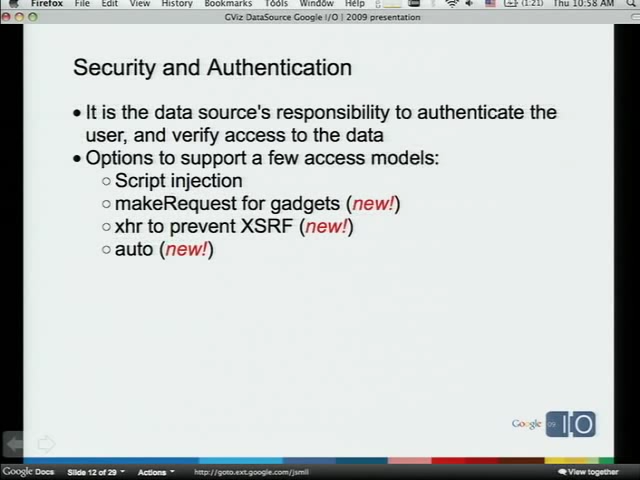 Firefox File Edit View History Bookmarks Tools Window Help (1:21) Thu 10:58 AM
GViz DataSource Google I/O | 2009 presentation
Security and Authentication
• It is the data source's responsibility to authenticate the
user, and verify access to the data
• Options to support a few access models:
○ Script injection
○ makeRequest for gadgets (new!)
○ xhr to prevent XSRF (new!)
○ auto (new!)
Google 09 I/O
Google Docs Slide 12 of 29 Actions http://goto.ext.google.com/jsmil View together